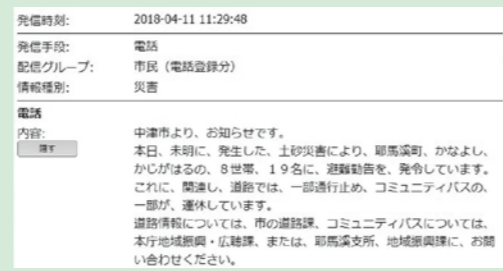 発信時刻: 2018-04-11 11:29:48
発信手段: 電話
配信グループ: 市民（電話登録分）
情報種別: 災害
電話
内容: 中津市より、お知らせです。
隠す
本日、未明に、発生した、土砂災害により、耶馬溪町、かなよし、
かじがはるの、８世帯、１９名に、避難勧告を、発令しています。
これに、関連し、道路では、一部通行止め、コミュニティバスの、
一部が、運休しています。
道路情報については、市の道路課、コミュニティバスについては、
本庁地域振興・広聴課、または、耶馬溪支所、地域振興課に、お問
い合わせください。